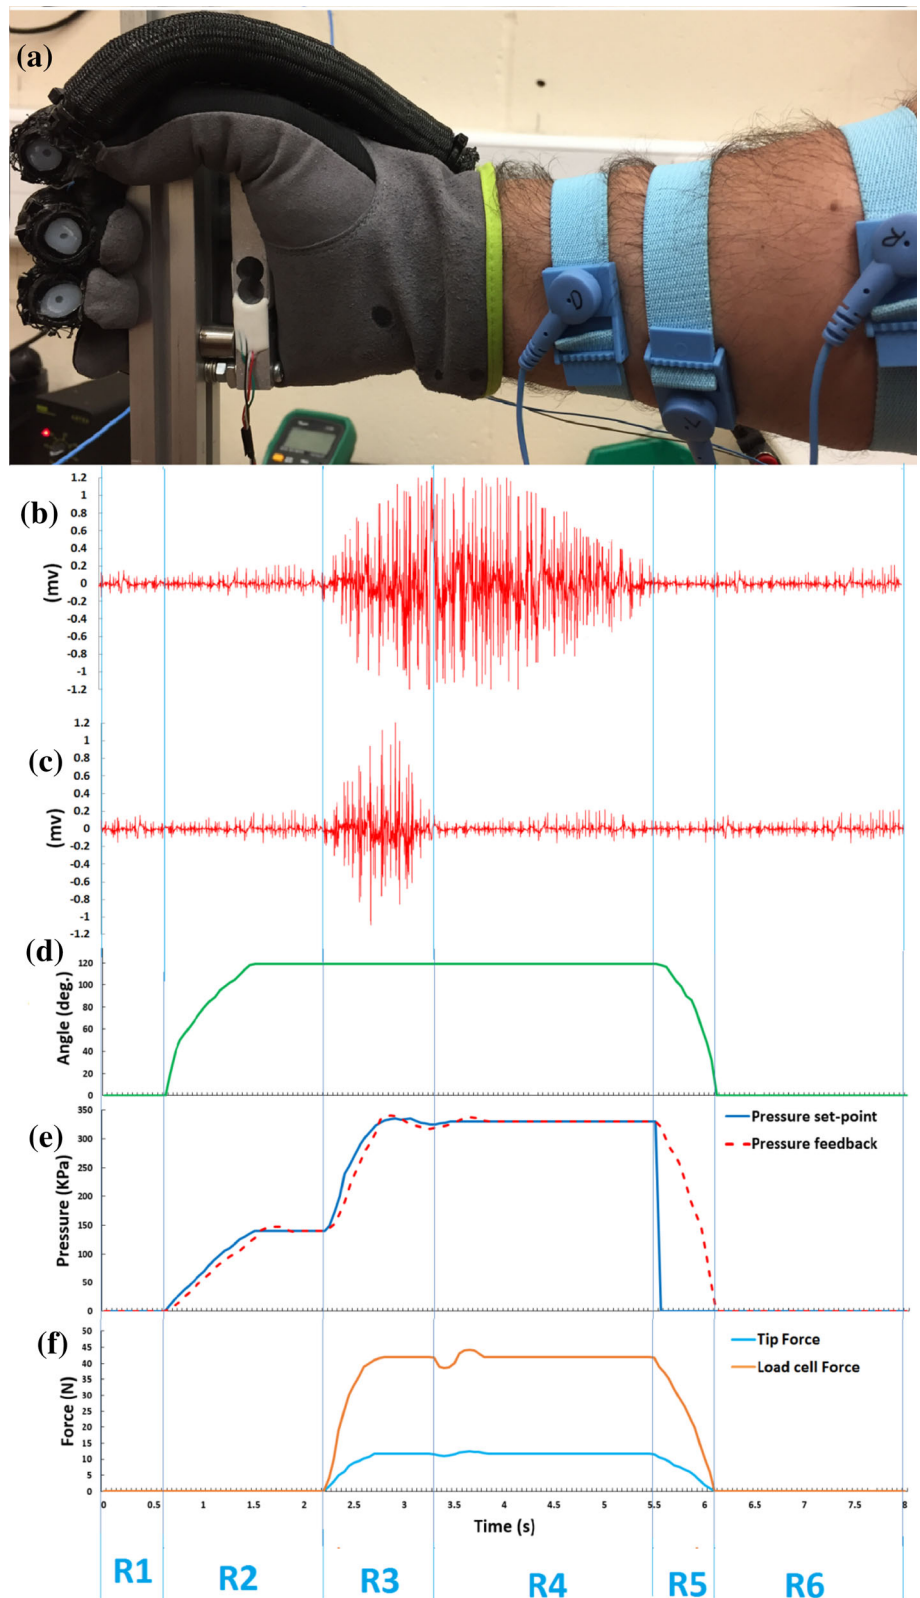 (a)
(b)
1.2
1
0.8
0.6
0.4
0.2
0
-0.2
-0.4
-0.6
-0.8
-1
-1.2
(mv)
(c)
1.2
1
0.8
0.6
0.4
0.2
0
-0.2
-0.4
-0.6
-0.8
-1
-1.2
(mv)
(d)
120
100
80
60
40
20
0
Angle (deg.)
(e)
350
300
250
200
150
100
50
0
Pressure (KPa)
Pressure set-point
Pressure feedback
(f)
50
45
40
35
30
25
20
15
10
5
0
Force (N)
Tip Force
Load cell Force
0 0.5 1 1.5 2 2.5 3 3.5 4 4.5 5 5.5 6 6.5 7 7.5 8
Time (s)
R1 R2 R3 R4 R5 R6